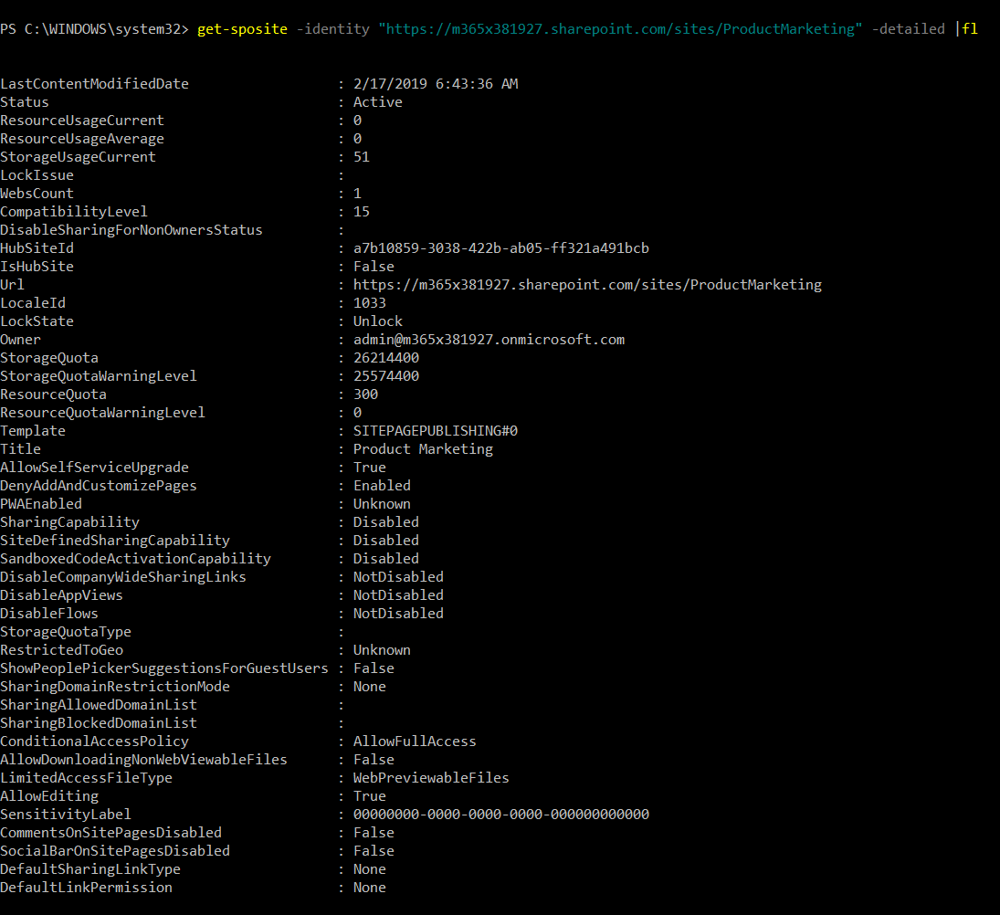 PS C:\WINDOWS\system32> get-sposite -identity "https://m365x381927.sharepoint.com/sites/ProductMarketing" -detailed |fl
LastContentModifiedDate : 2/17/2019 6:43:36 AM
Status : Active
ResourceUsageCurrent : 0
ResourceUsageAverage : 0
StorageUsageCurrent : 51
LockIssue :
WebsCount : 1
CompatibilityLevel : 15
DisableSharingForNonOwnersStatus :
HubSiteId : a7b10859-3038-422b-ab05-ff321a491bcb
IsHubSite : False
Url : https://m365x381927.sharepoint.com/sites/ProductMarketing
LocaleId : 1033
LockState : Unlock
Owner : admin@m365x381927.onmicrosoft.com
StorageQuota : 26214400
StorageQuotaWarningLevel : 25574400
ResourceQuota : 300
ResourceQuotaWarningLevel : 0
Template : SITEPAGEPUBLISHING#0
Title : Product Marketing
AllowSelfServiceUpgrade : True
DenyAddAndCustomizePages : Enabled
PWAEnabled : Unknown
SharingCapability : Disabled
SiteDefinedSharingCapability : Disabled
SandboxedCodeActivationCapability : Disabled
DisableCompanyWideSharingLinks : NotDisabled
DisableAppViews : NotDisabled
DisableFlows : NotDisabled
StorageQuotaType :
RestrictedToGeo : Unknown
ShowPeoplePickerSuggestionsForGuestUsers : False
SharingDomainRestrictionMode : None
SharingAllowedDomainList :
SharingBlockedDomainList :
ConditionalAccessPolicy : AllowFullAccess
AllowDownloadingNonWebViewableFiles : False
LimitedAccessFileType : WebPreviewableFiles
AllowEditing : True
SensitivityLabel : 00000000-0000-0000-0000-000000000000
CommentsOnSitePagesDisabled : False
SocialBarOnSitePagesDisabled : False
DefaultSharingLinkType : None
DefaultLinkPermission : None